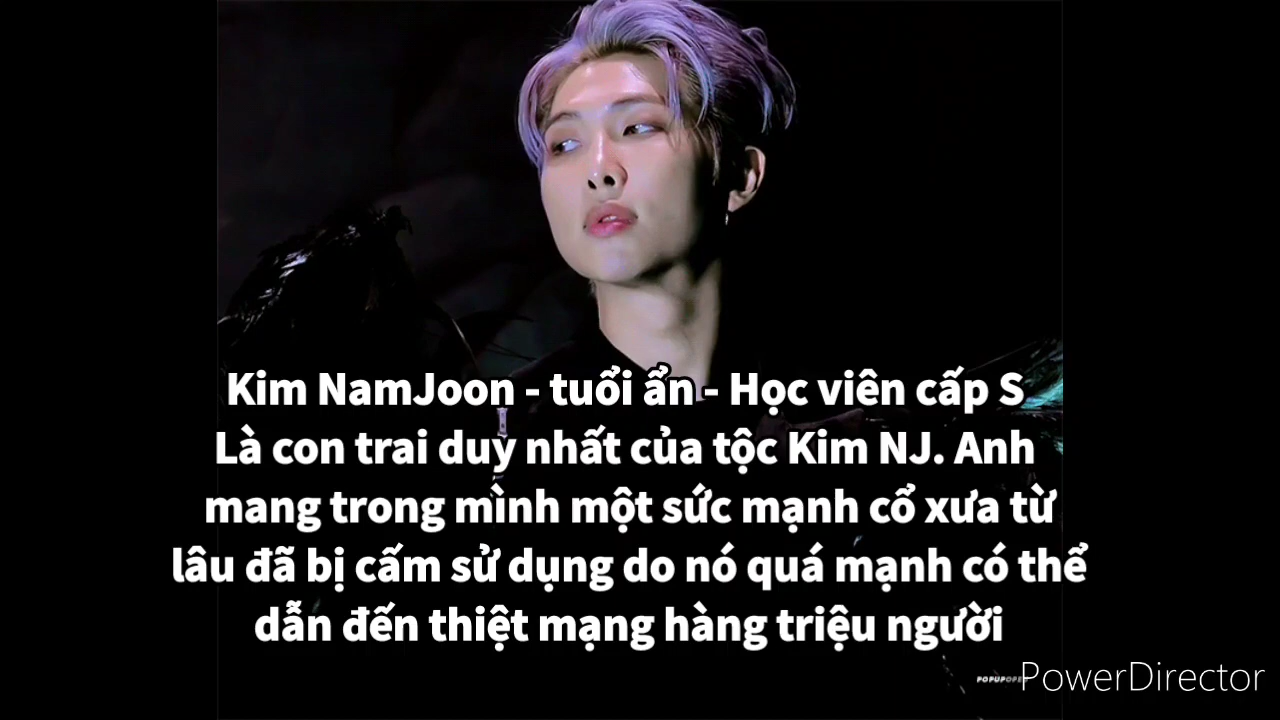 Kim NamJoon - tuổi ẩn - Học viên cấp S
Là con trai duy nhất của tộc Kim NJ. Anh
mang trong mình một sức mạnh cổ xưa từ
lâu đã bị cấm sử dụng do nó quá mạnh có thể
dẫn đến thiệt mạng hàng triệu người
PowerDirector